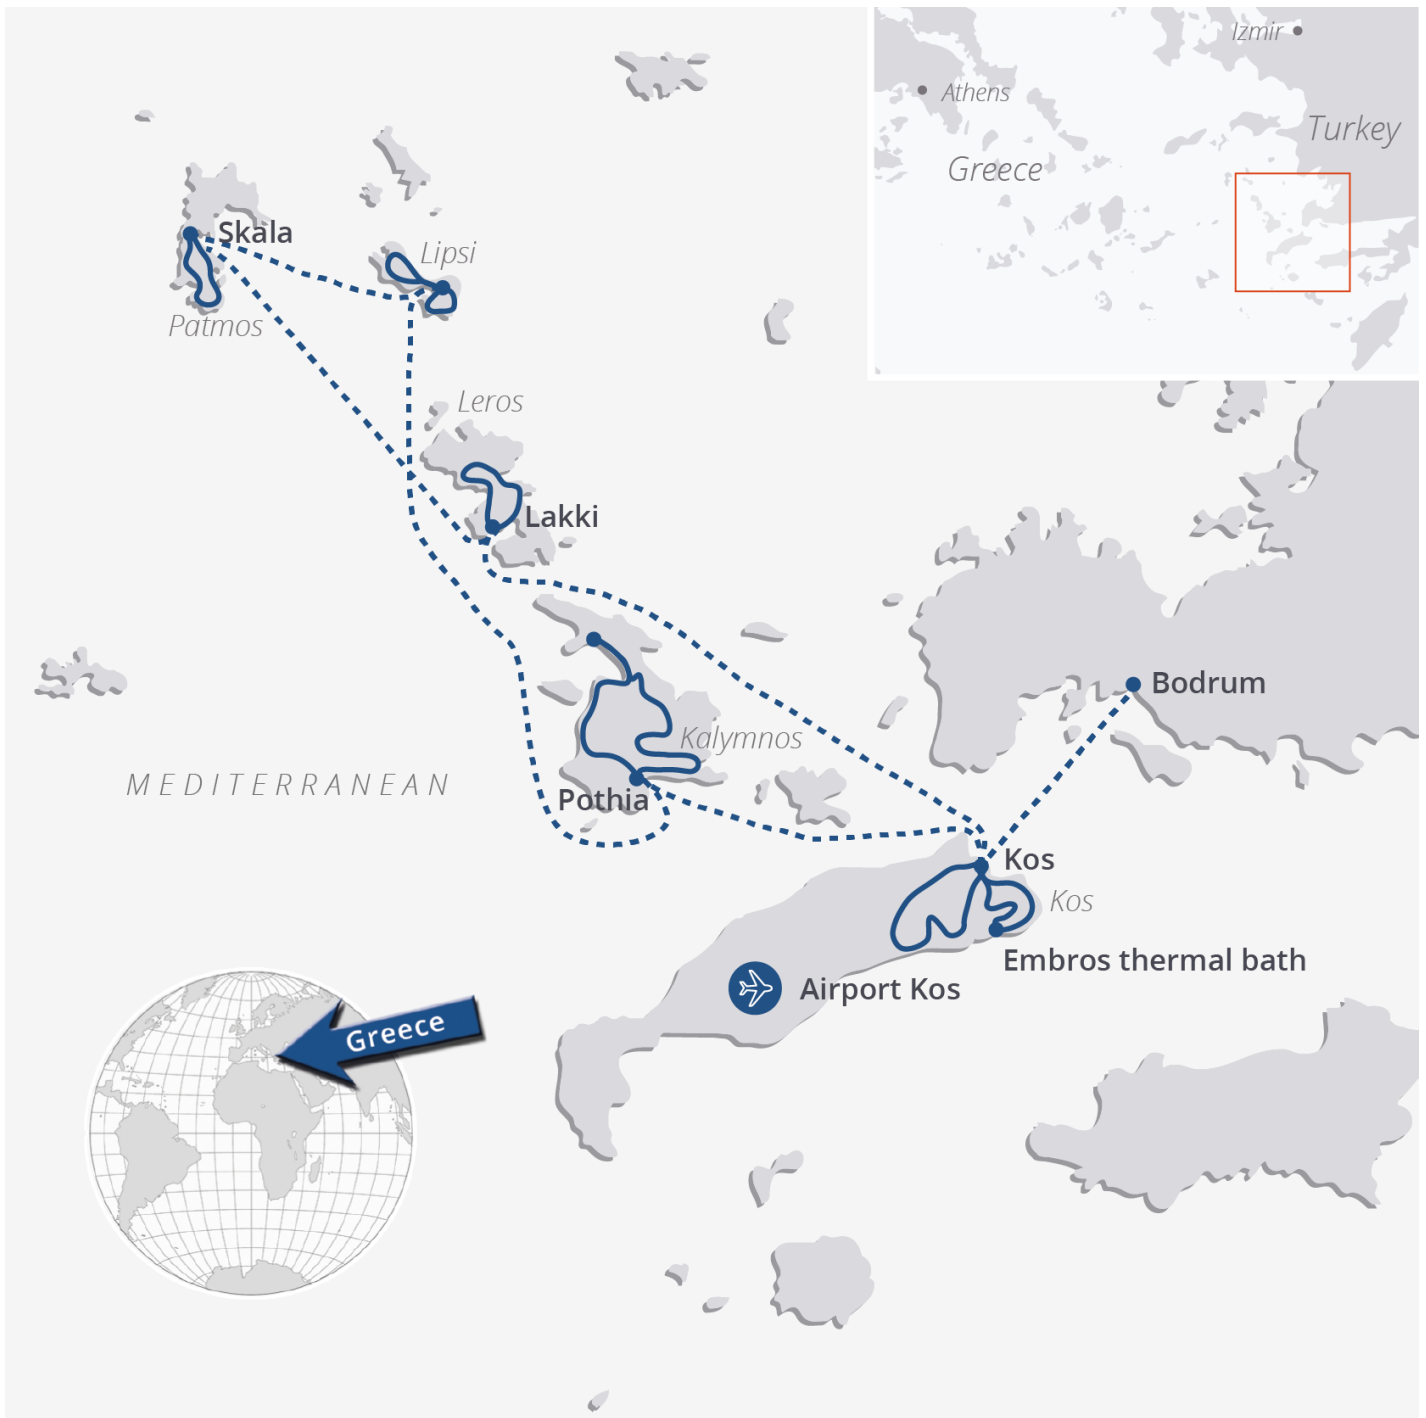 Izmir
Athens
Turkey
Greece
Skala
Lipsi
Patmos
Leros
Lakki
Bodrum
Kalymnos
MEDITERRANEAN
Pothia
Kos
Kos
Embros thermal bath
Airport Kos
Greece